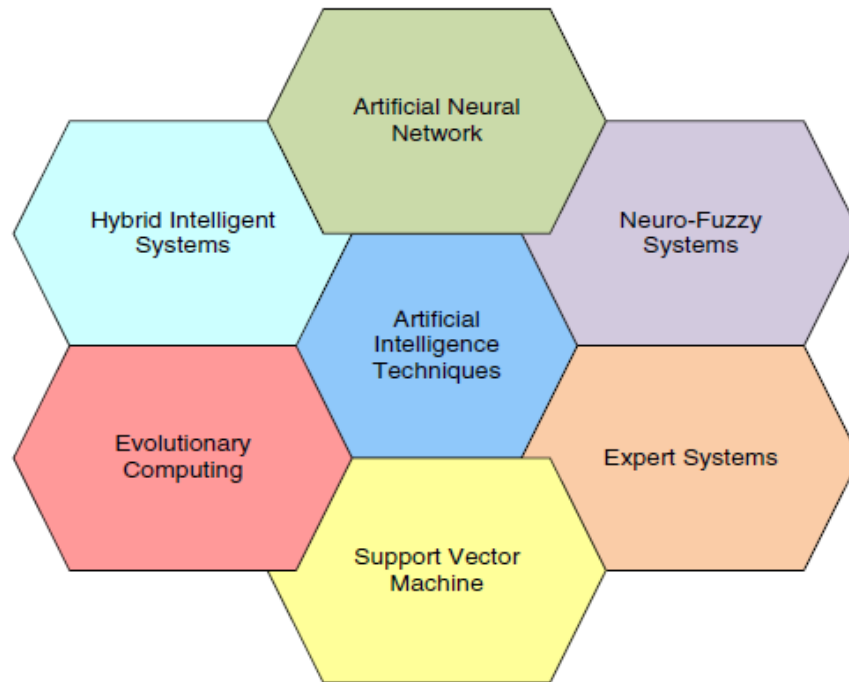 Artificial Neural
Network
Hybrid Intelligent
Systems
Neuro-Fuzzy
Systems
Artificial
Intelligence
Techniques
Evolutionary
Computing
Expert Systems
Support Vector
Machine